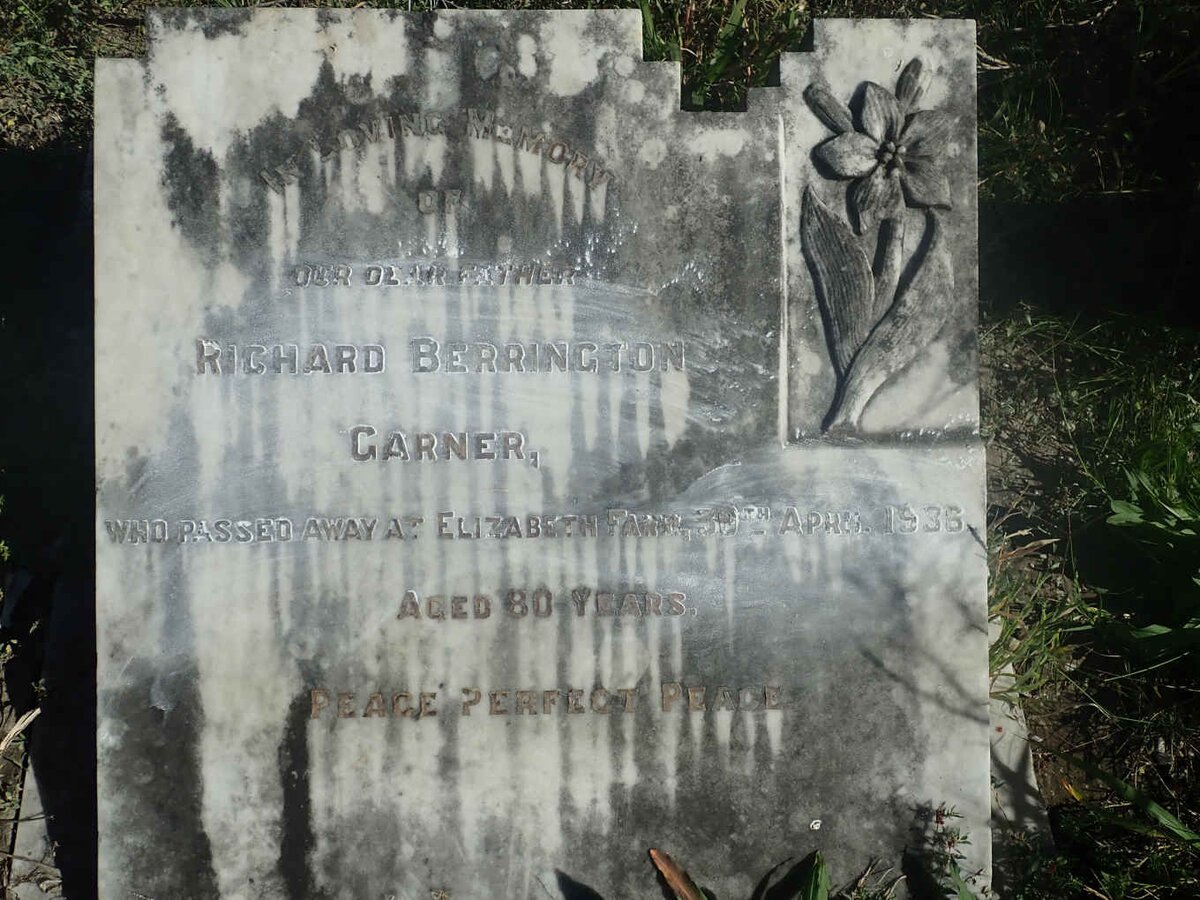 IN LOVING MEMORY
OF
OUR DEAR FATHER
RICHARD BERRINGTON
GARNER,
WHO PASSED AWAY AT ELIZABETH FARM, 30TH APRIL 1936
AGED 80 YEARS,
PEACE PERFECT PEACE